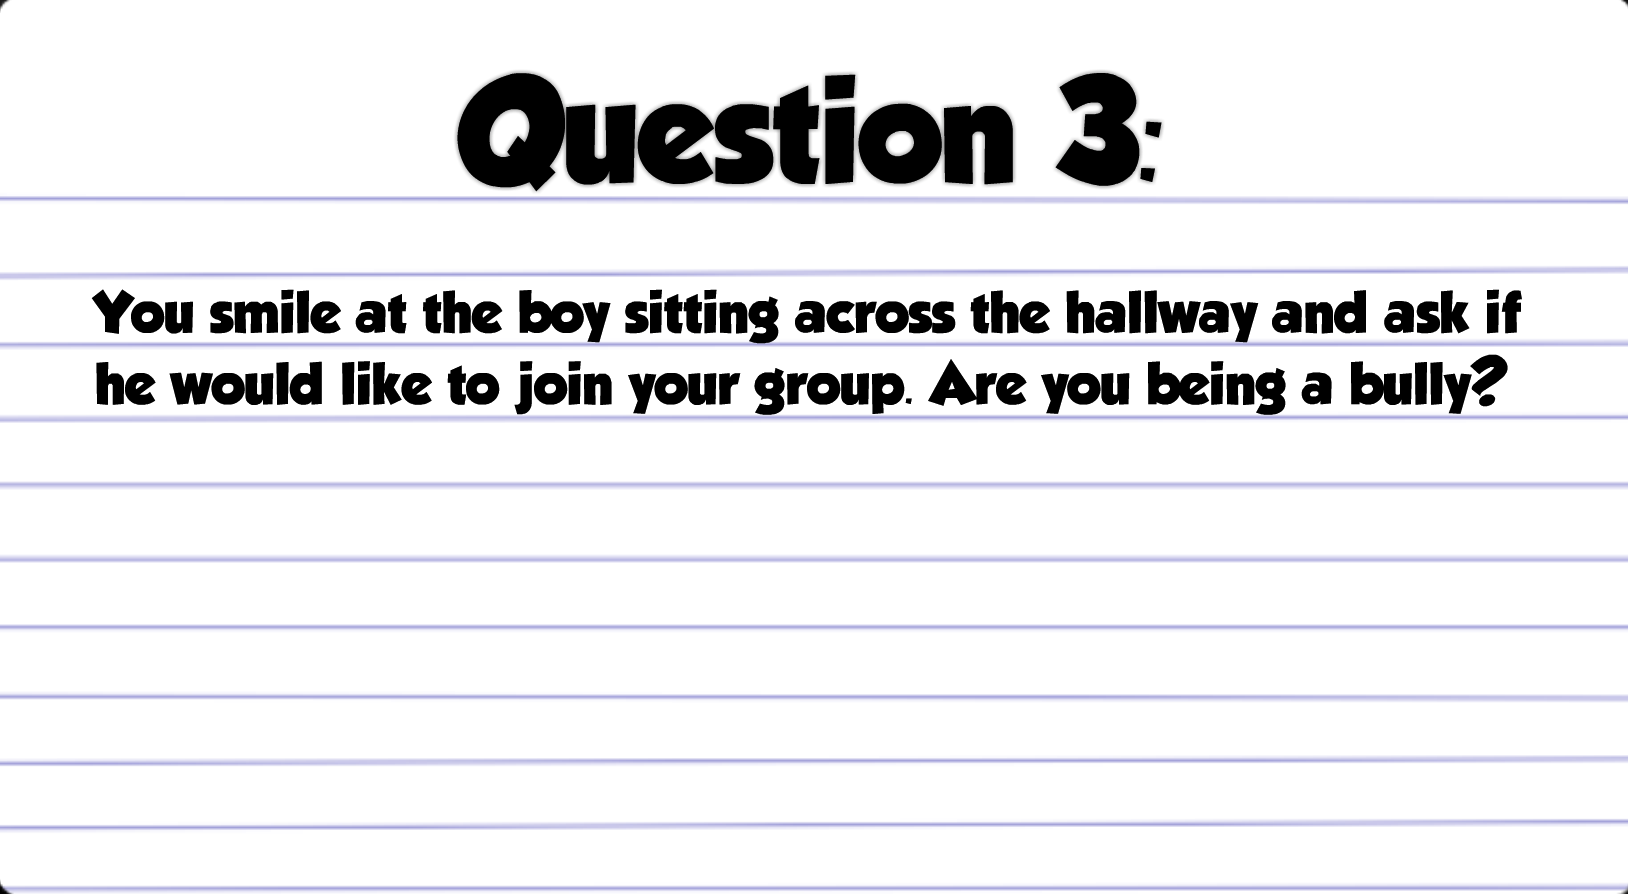 Question 3:
You smile at the boy sitting across the hallway and ask if
he would like to join your group. Are you being a bully?